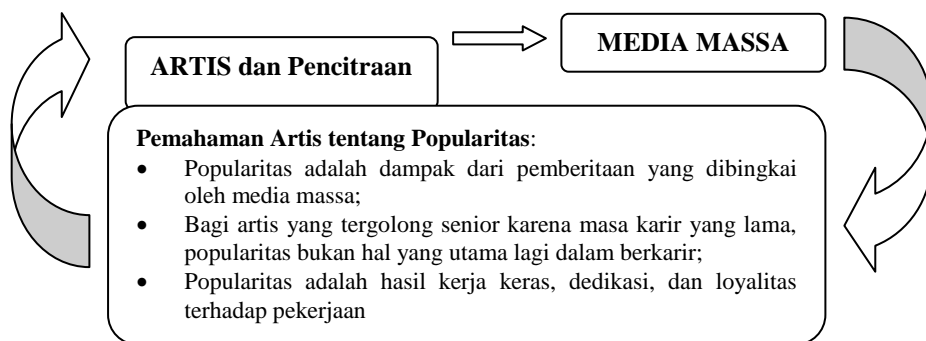 ARTIS dan Pencitraan
MEDIA MASSA
Pemahaman Artis tentang Popularitas:
• Popularitas adalah dampak dari pemberitaan yang dibingkai
oleh media massa;
• Bagi artis yang tergolong senior karena masa karir yang lama,
popularitas bukan hal yang utama lagi dalam berkarir;
• Popularitas adalah hasil kerja keras, dedikasi, dan loyalitas
terhadap pekerjaan